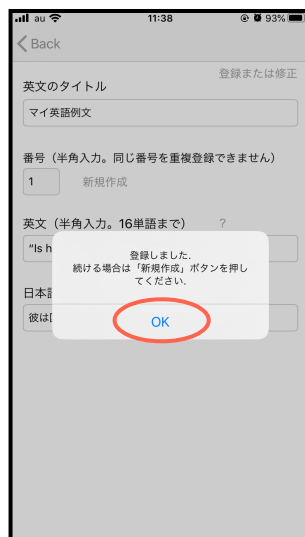 au 11:38 93%
Back
登録または修正
英文のタイトル
マイ英語例文
番号（半角入力。同じ番号を重複登録できません）
1 新規作成
英文（半角入力。16単語まで） ?
"Is h
登録しました.
続ける場合は「新規作成」ボタンを押し
てください.
日本
彼は
OK